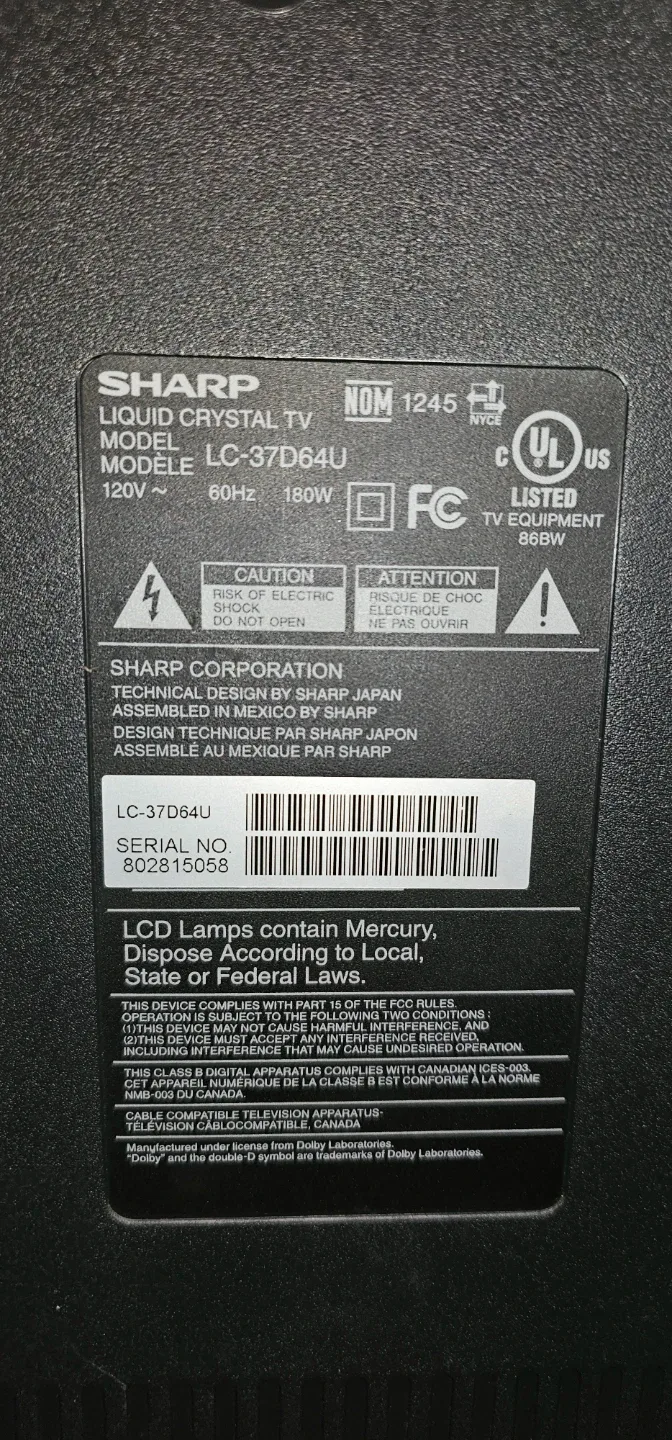 SHARP
LIQUID CRYSTAL TV
MODEL
MODÈLE LC-37D64U
120V ~ 60Hz 180W
NOM 1245
NYCE
FC
C UL US
LISTED
TV EQUIPMENT
86BW
CAUTION
RISK OF ELECTRIC
SHOCK
DO NOT OPEN
ATTENTION
RISQUE DE CHOC
ELECTRIQUE
NE PAS OUVRIR
SHARP CORPORATION
TECHNICAL DESIGN BY SHARP JAPAN
ASSEMBLED IN MEXICO BY SHARP
DESIGN TECHNIQUE PAR SHARP JAPON
ASSEMBLÉ AU MEXIQUE PAR SHARP
LC-37D64U
SERIAL NO.
802815058
LCD Lamps contain Mercury,
Dispose According to Local,
State or Federal Laws.
THIS DEVICE COMPLIES WITH PART 15 OF THE FCC RULES.
OPERATION IS SUBJECT TO THE FOLLOWING TWO CONDITIONS :
(1)THIS DEVICE MAY NOT CAUSE HARMFUL INTERFERENCE, AND
(2)THIS DEVICE MUST ACCEPT ANY INTERFERENCE RECEIVED,
INCLUDING INTERFERENCE THAT MAY CAUSE UNDESIRED OPERATION.
THIS CLASS B DIGITAL APPARATUS COMPLIES WITH CANADIAN ICES-003.
CET APPAREIL NUMÉRIQUE DE LA CLASSE B EST CONFORME À LA NORME
NMB-003 DU CANADA.
CABLE COMPATIBLE TELEVISION APPARATUS-
TÉLÉVISION CÂBLOCOMPATIBLE, CANADA
Manufactured under license from Dolby Laboratories.
"Dolby" and the double-D symbol are trademarks of Dolby Laboratories.